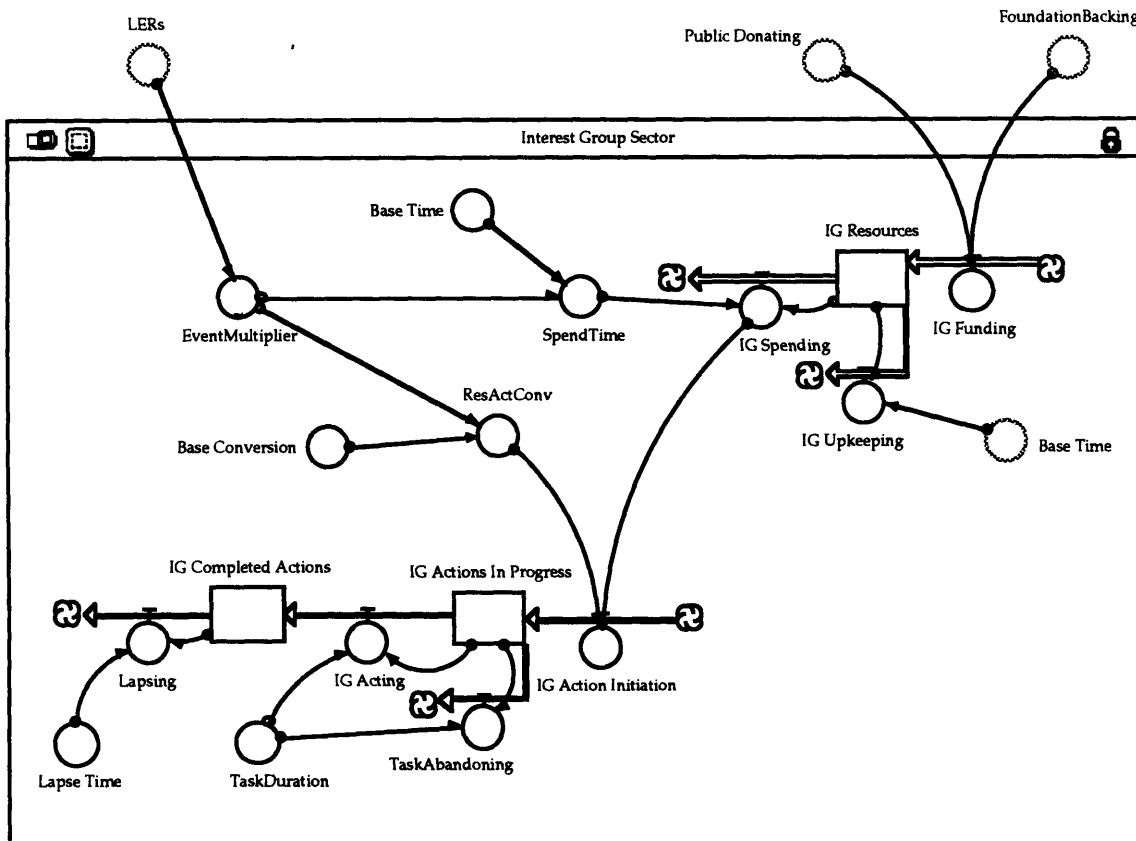 LERs
Public Donating
FoundationBacking
Interest Group Sector
Base Time
IG Resources
EventMultiplier
SpendTime
IG Spending
IG Funding
ResActConv
Base Conversion
IG Upkeeping
Base Time
IG Completed Actions
IG Actions In Progress
Lapsing
IG Acting
IG Action Initiation
Lapse Time
TaskDuration
TaskAbandoning